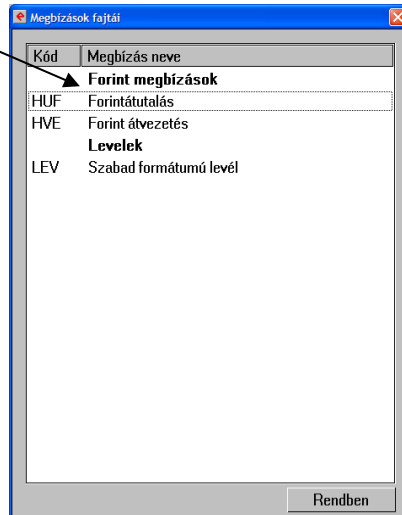 Megbízások fajtái
Kód Megbízás neve
Forint megbízások
HUF Forintátutalás
HVE Forint átvezetés
Levelek
LEV Szabad formátumú levél
Rendben